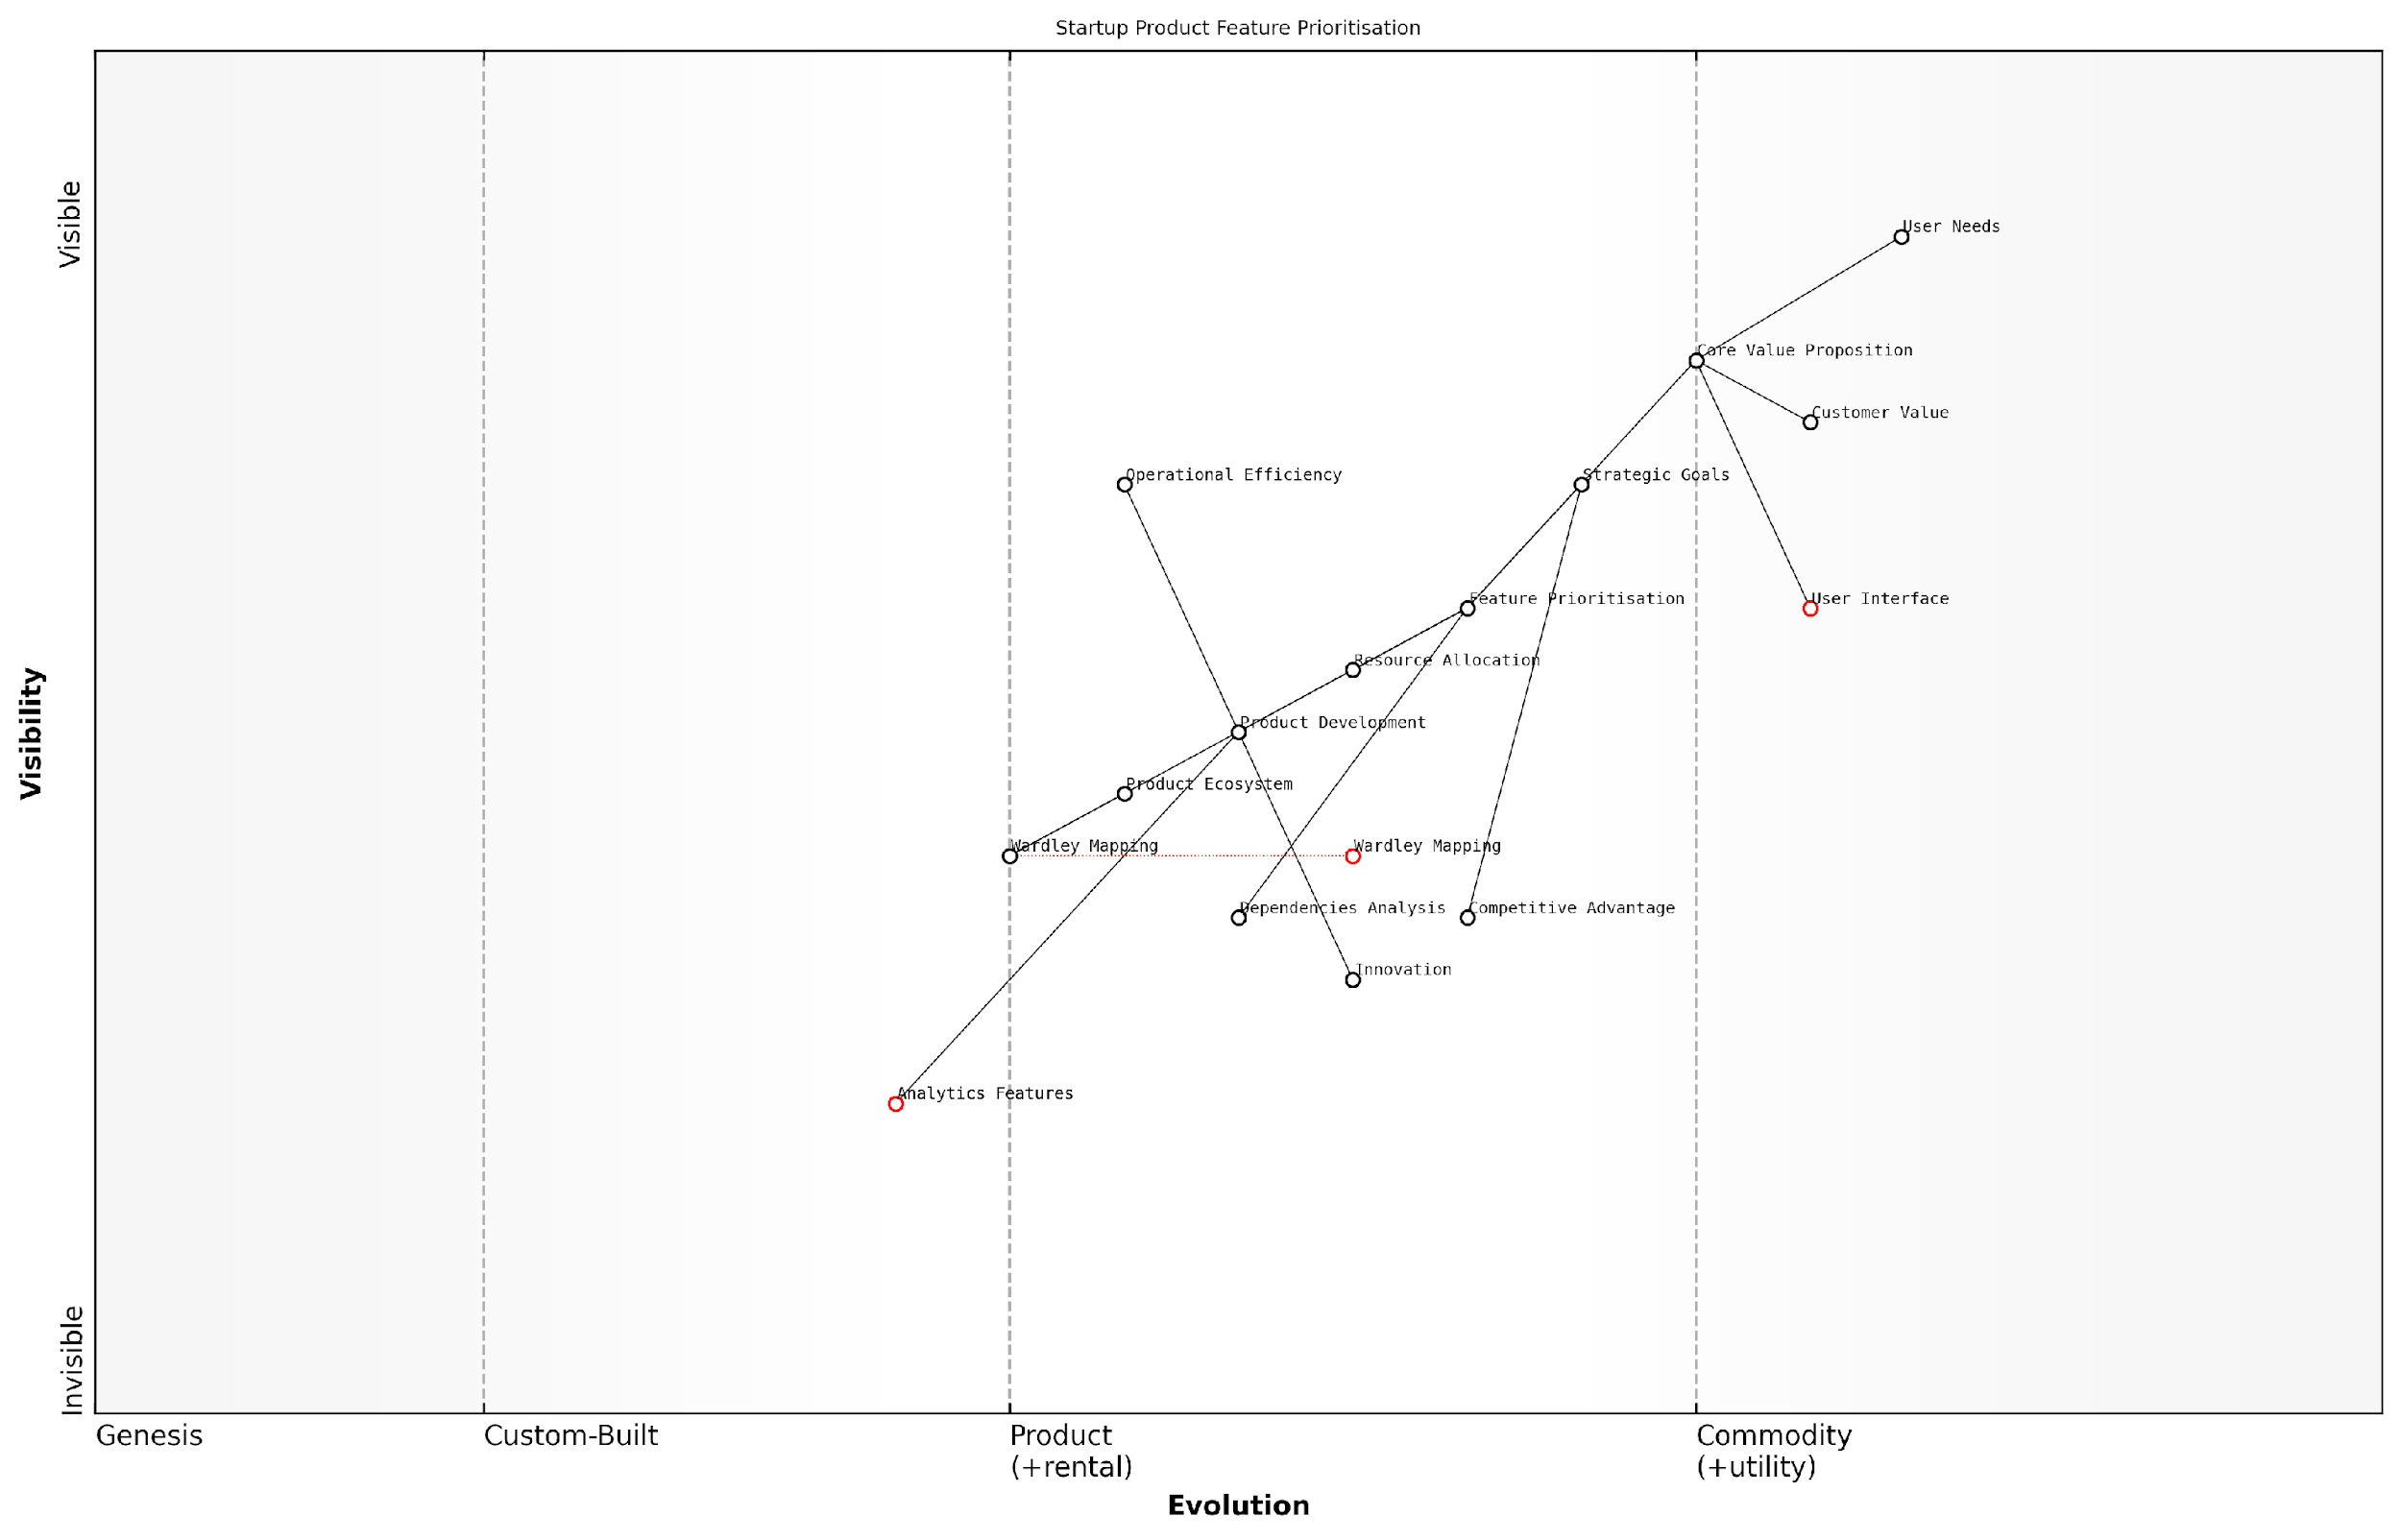 Startup Product Feature Prioritisation
Visible
User Needs
Core Value Proposition
Customer Value
Operational Efficiency
Strategic Goals
Feature Prioritisation
User Interface
Resource Allocation
Visibility
Product Development
Product Ecosystem
Wardley Mapping
Wardley Mapping
Dependencies Analysis
Competitive Advantage
Innovation
Analytics Features
Invisible
Genesis
Custom-Built
Product
(+rental)
Commodity
(+utility)
Evolution